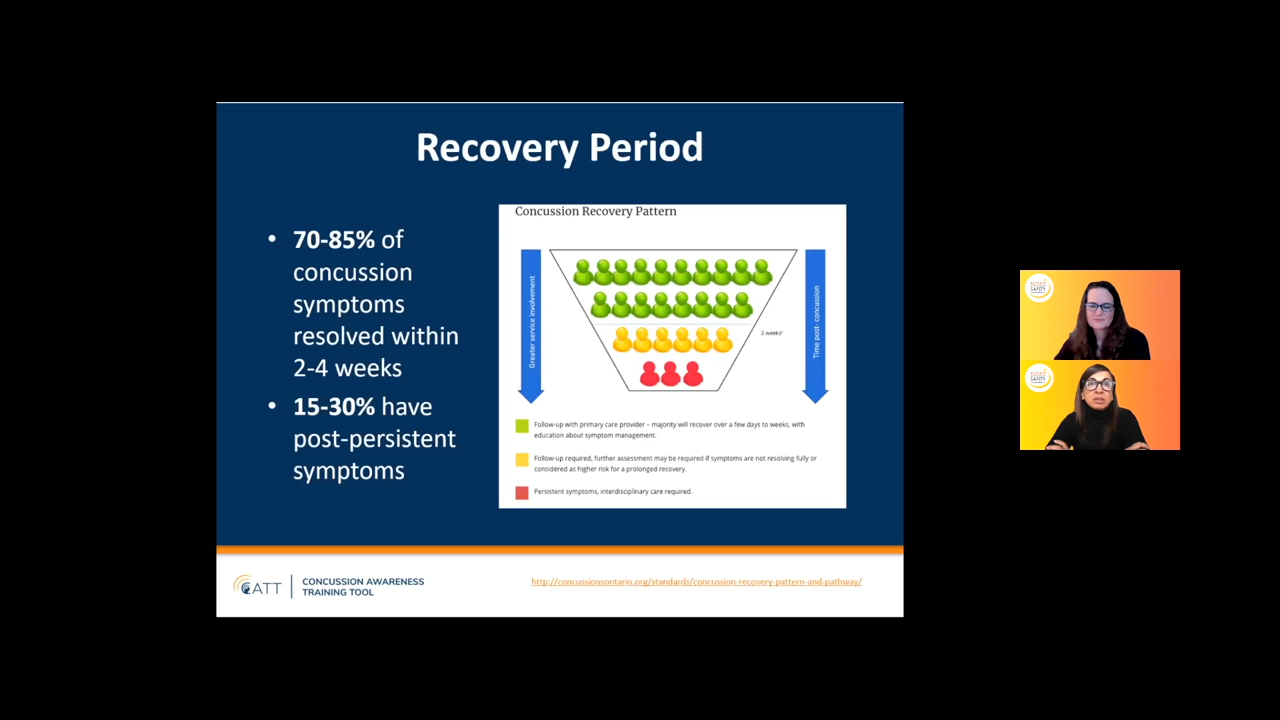 Recovery Period
• 70-85% of
concussion
symptoms
resolved within
2-4 weeks
• 15-30% have
post-persistent
symptoms
Concussion Recovery Pattern
Greater service involvement
2 weeks
Time post- concussion
Follow-up with primary care provider – majority will recover over a few days to weeks, with
education about symptom management.
Follow-up required, further assessment may be required if symptoms are not resolving fully or
considered as higher risk for a prolonged recovery.
Persistent symptoms, interdisciplinary care required.
CATT
CONCUSSION AWARENESS
TRAINING TOOL
http://concussionsontario.org/standards/concussion-recovery-pattern-and-pathway/
SAFETY
SAFETY